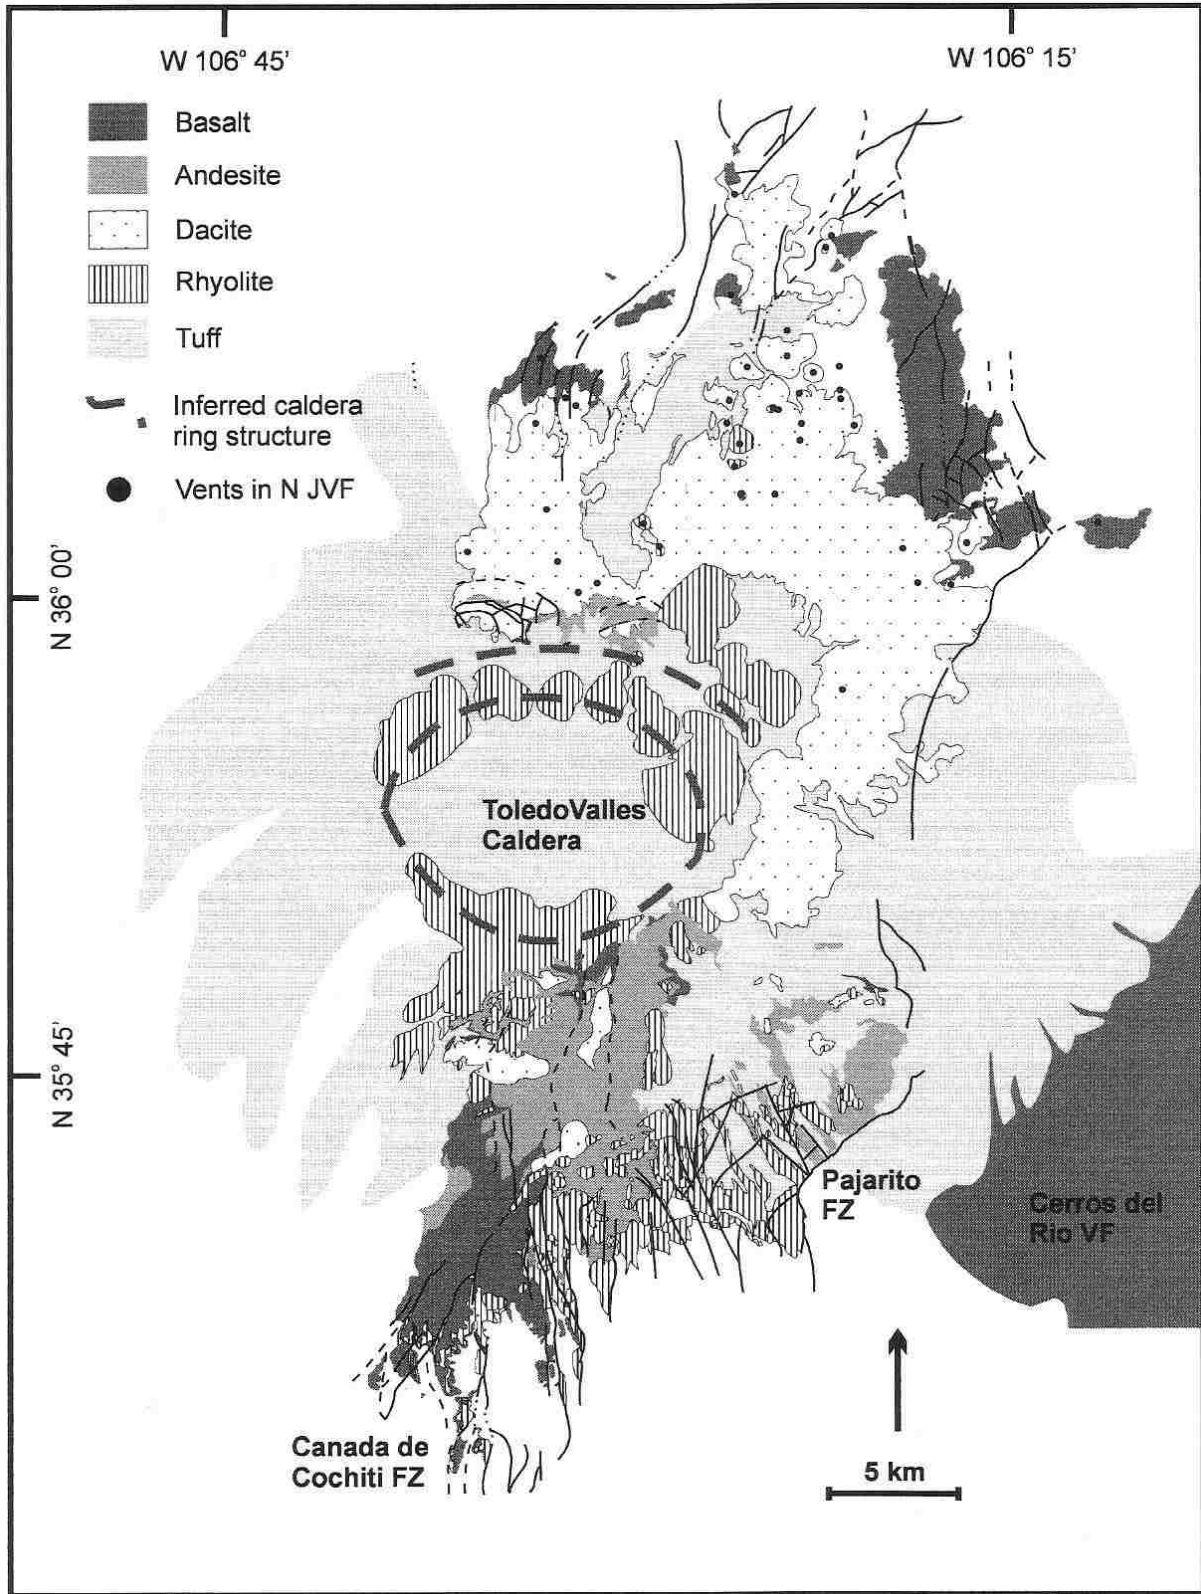 W 106° 45'
W 106° 15'
Basalt
Andesite
Dacite
Rhyolite
Tuff
Inferred caldera
ring structure
Vents in N JVF
N 36° 00'
ToledoValles
Caldera
N 35° 45'
Pajarito
FZ
Cerros del
Rio VF
Canada de
Cochiti FZ
5 km